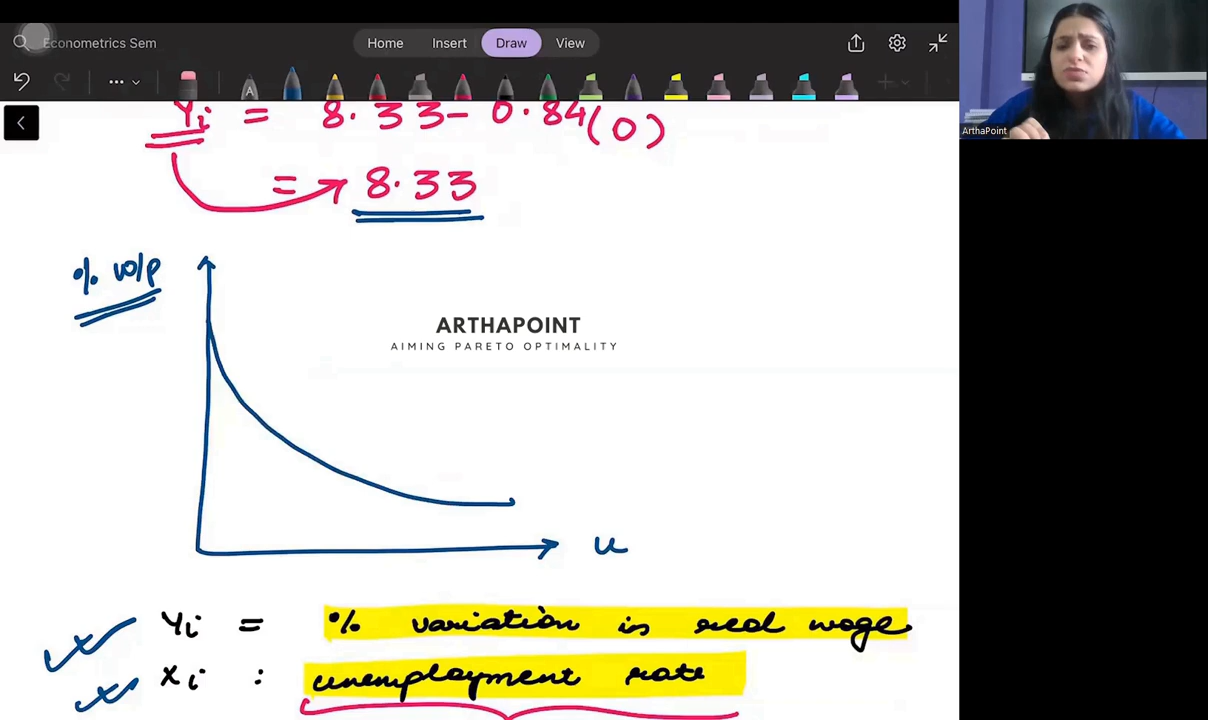 Econometrics Sem
Home Insert Draw View
A
Yi = 8.33 - 0.84(0)
= 8.33
% w/p
ARTHAPOINT
AIMING PARETO OPTIMALITY
u
Yi = % variation in real wage
Xi : unemployment rate
ArthaPoint